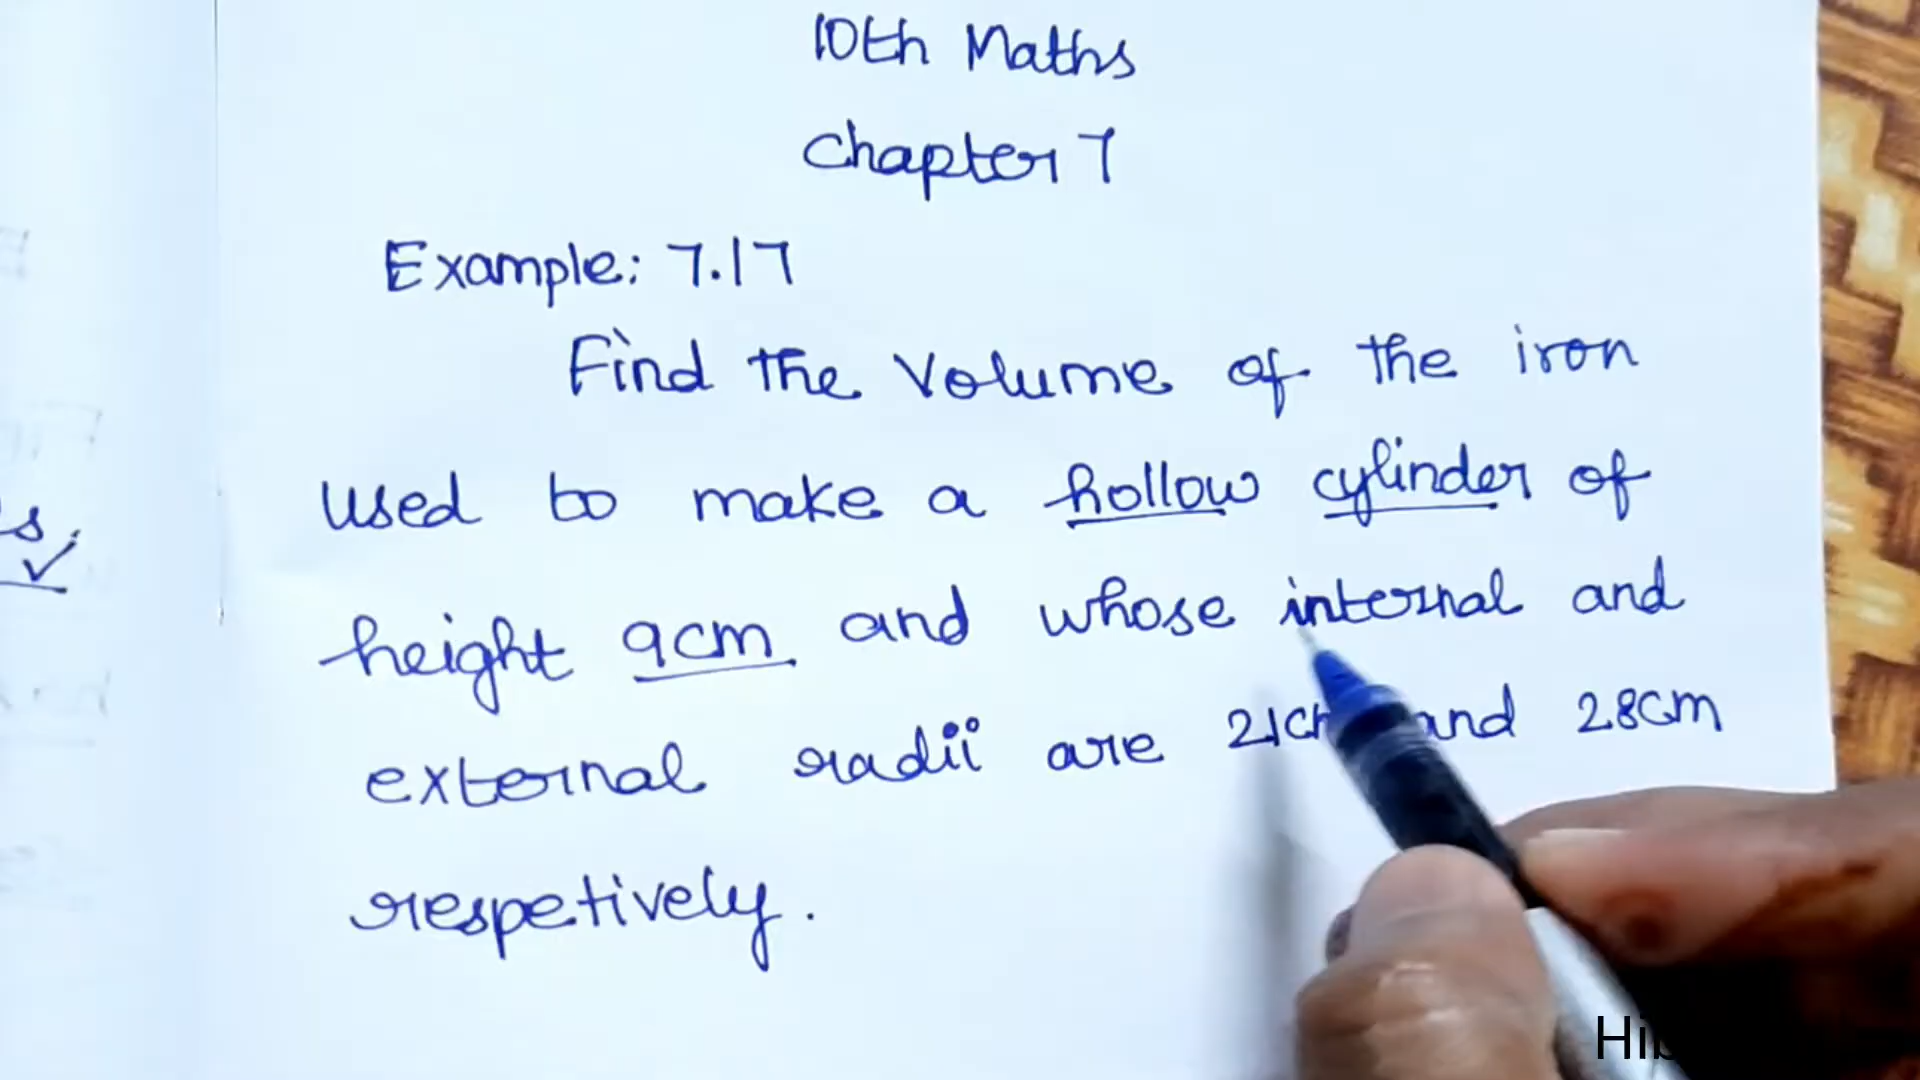 10th Maths
Chapter 7
Example: 7.17
Find the Volume of the iron
used to make a hollow cylinder of
height 9cm and whose internal and
external radii are 21cm and 28cm
respetively.
s.